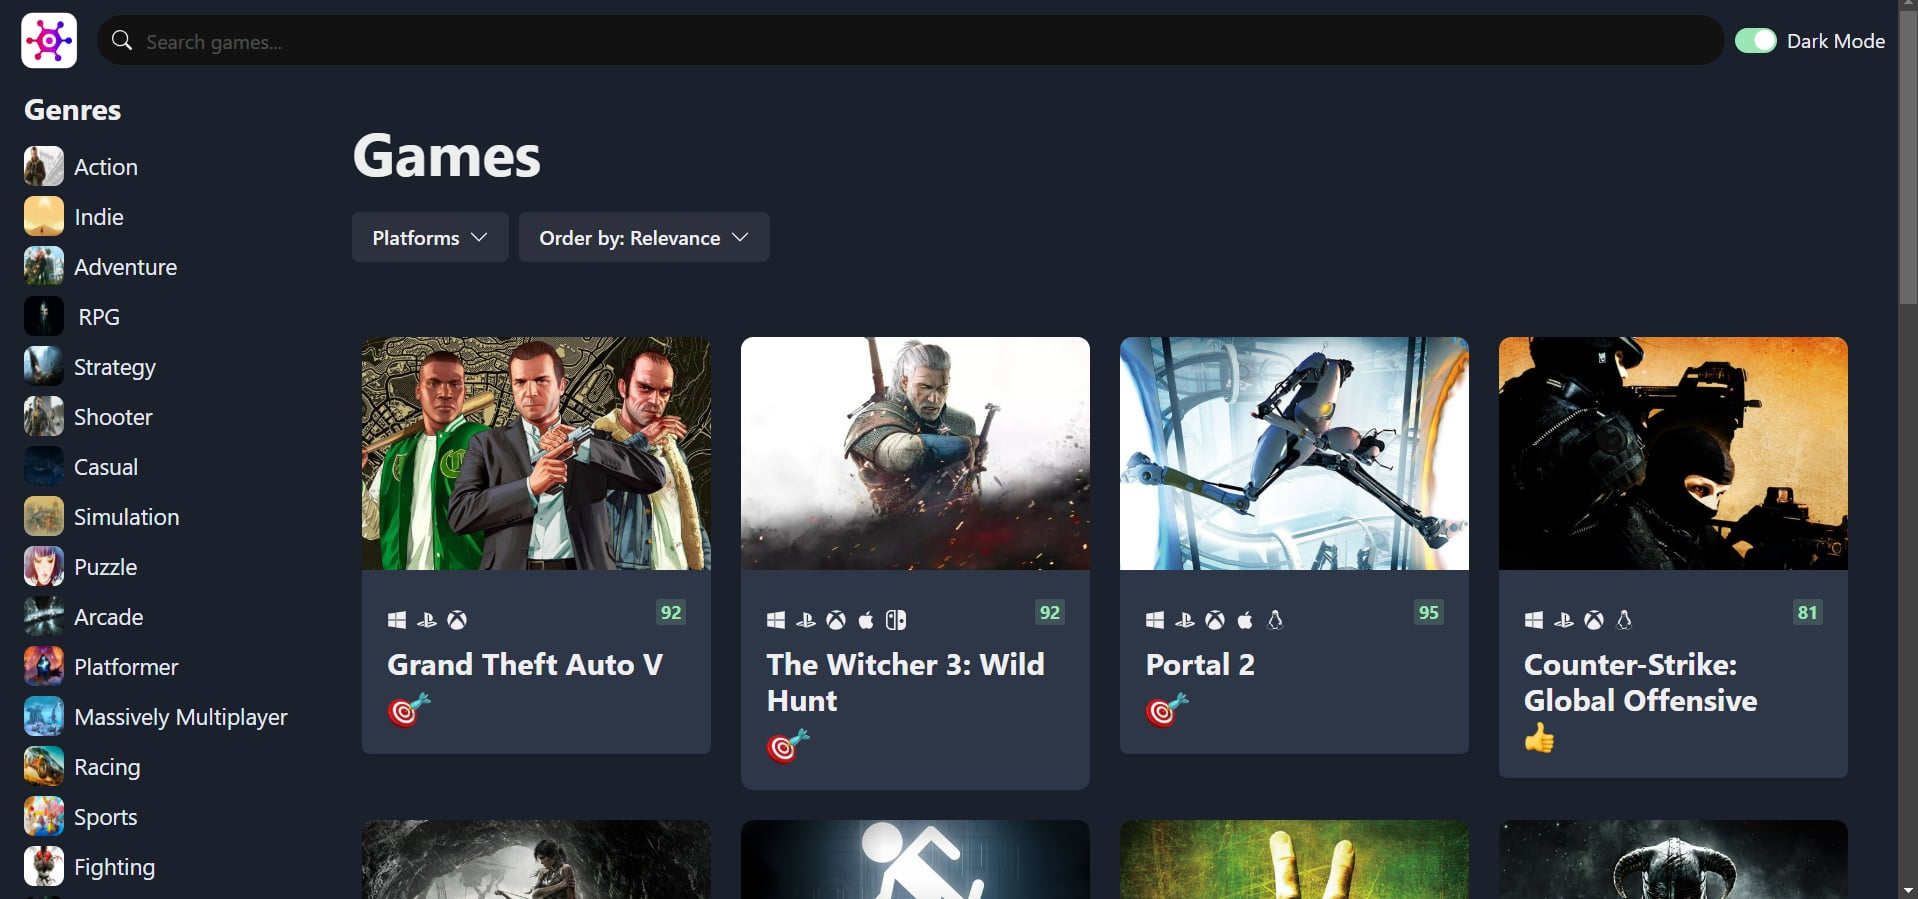 Search games...
Dark Mode
Genres
Action
Indie
Adventure
RPG
Strategy
Shooter
Casual
Simulation
Puzzle
Arcade
Platformer
Massively Multiplayer
Racing
Sports
Fighting
Games
Platforms
Order by: Relevance
92
Grand Theft Auto V
92
The Witcher 3: Wild
Hunt
95
Portal 2
81
Counter-Strike:
Global Offensive